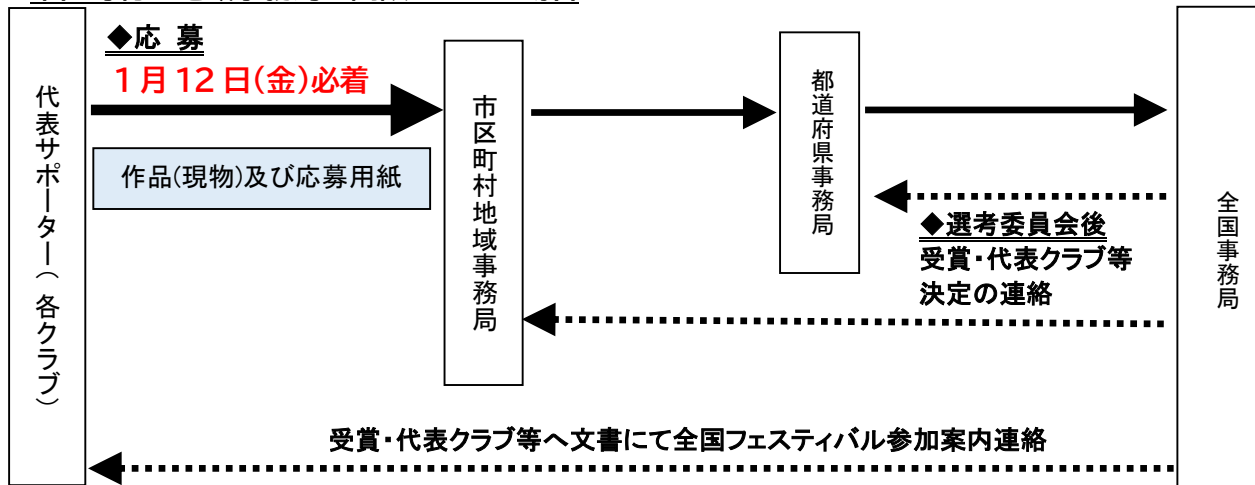 ◆応 募
1月12日(金)必着
作品(現物)及び応募用紙
代表サポーター(各クラブ)
市区町村地域事務局
都道府県事務局
全国事務局
◆選考委員会後
受賞・代表クラブ等
決定の連絡
受賞・代表クラブ等へ文書にて全国フェスティバル参加案内連絡